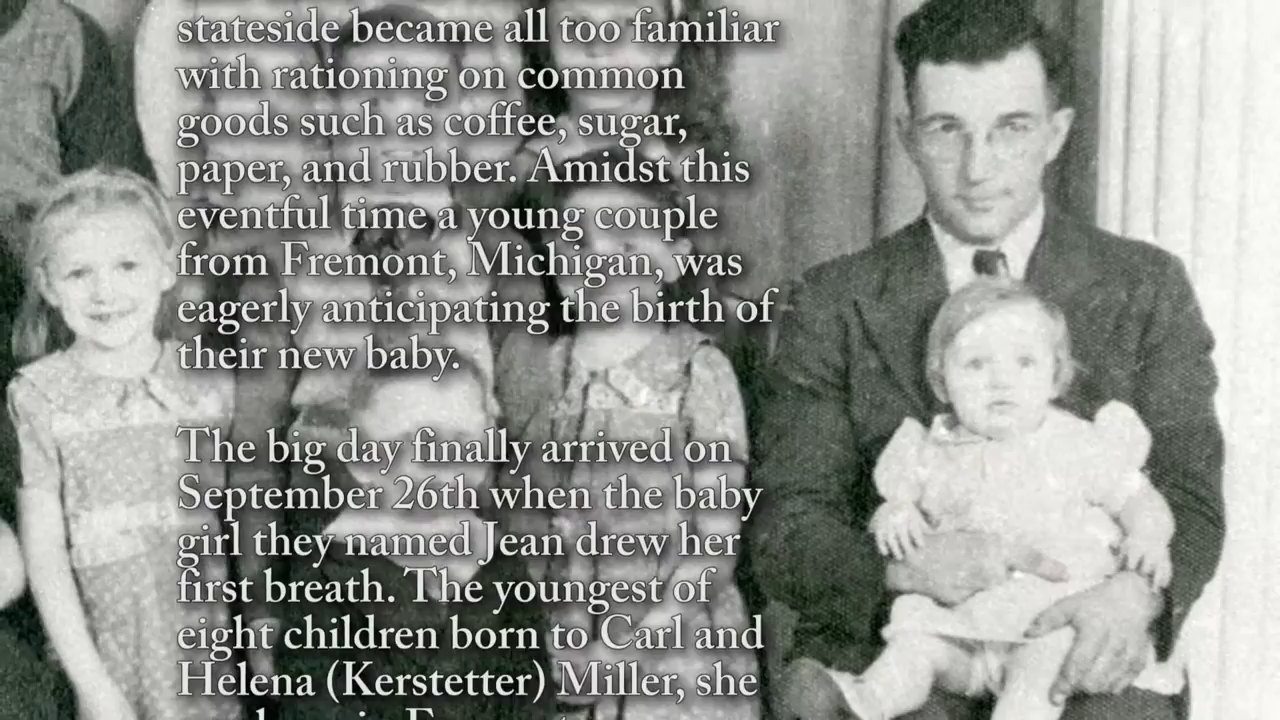 stateside became all too familiar
with rationing on common
goods such as coffee, sugar,
paper, and rubber. Amidst this
eventful time a young couple
from Fremont, Michigan, was
eagerly anticipating the birth of
their new baby.
The big day finally arrived on
September 26th when the baby
girl they named Jean drew her
first breath. The youngest of
eight children born to Carl and
Helena (Kerstetter) Miller, she